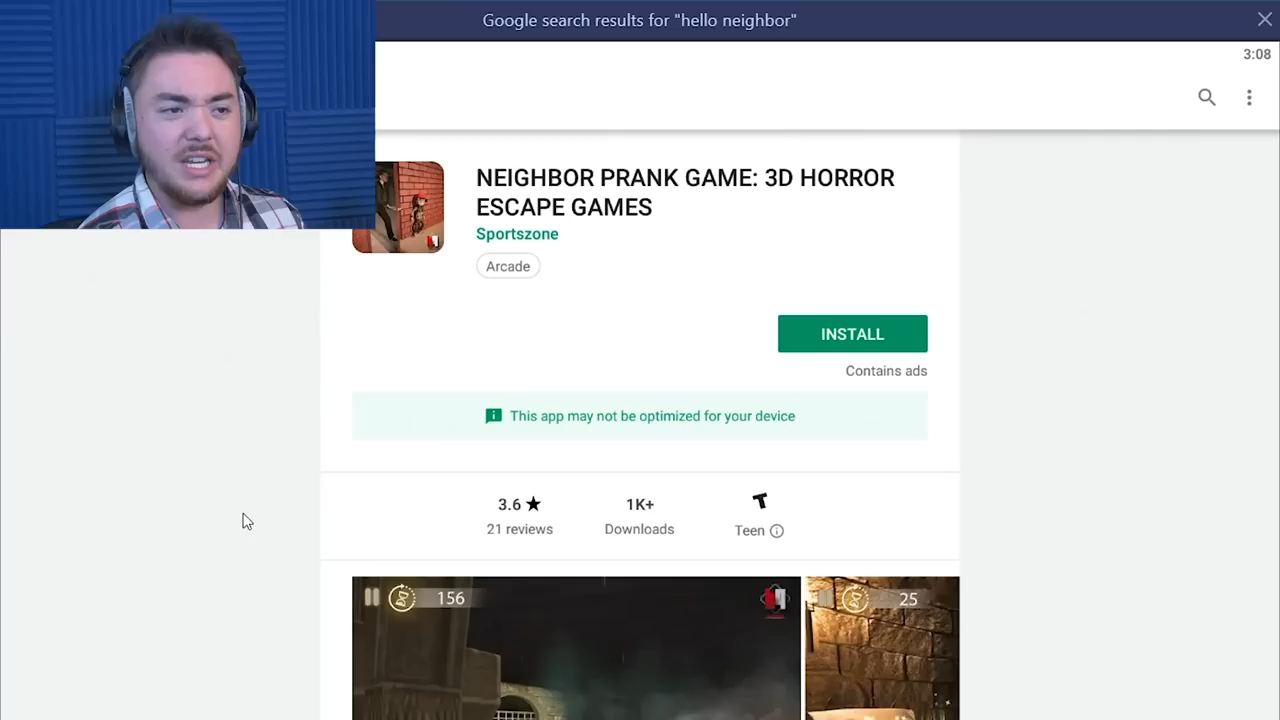 Google search results for "hello neighbor"
3:08
NEIGHBOR PRANK GAME: 3D HORROR
ESCAPE GAMES
Sportszone
Arcade
INSTALL
Contains ads
This app may not be optimized for your device
3.6 ★
21 reviews
1K+
Downloads
T
Teen
156
25